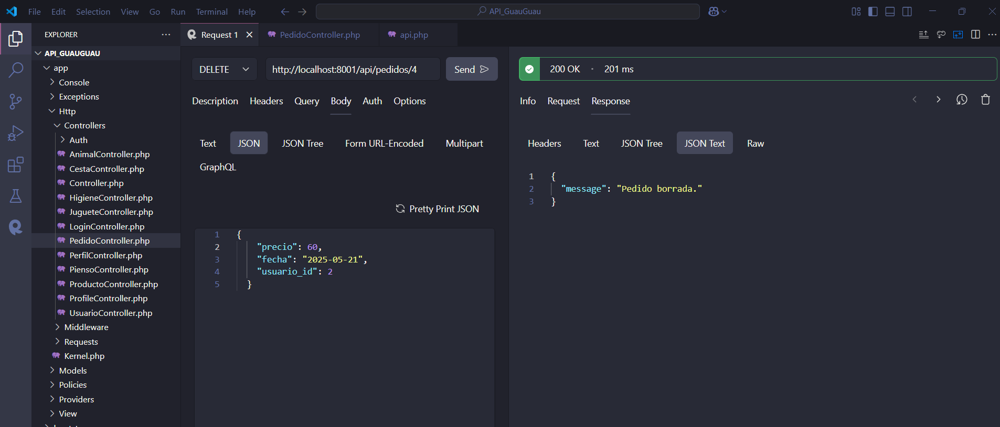 File Edit Selection View Go Run Terminal Help
API_GuauGuau
EXPLORER
Request 1
PedidoController.php
api.php
API_GUAUGUAU
app
Console
Exceptions
Http
Controllers
Auth
AnimalController.php
CestaController.php
Controller.php
HigieneController.php
JugueteController.php
LoginController.php
PedidoController.php
PerfilController.php
PiensoController.php
ProductoController.php
ProfileController.php
UsuarioController.php
Middleware
Requests
Kernel.php
Models
Policies
Providers
View
DELETE
http://localhost:8001/api/pedidos/4
Send
Description Headers Query Body Auth Options
Text JSON JSON Tree Form URL-Encoded Multipart
GraphQL
Pretty Print JSON
1 {
2 "precio": 60,
3 "fecha": "2025-05-21",
4 "usuario_id": 2
5 }
200 OK · 201 ms
Info Request Response
Headers Text JSON Tree JSON Text Raw
1 {
2 "message": "Pedido borrada."
3 }